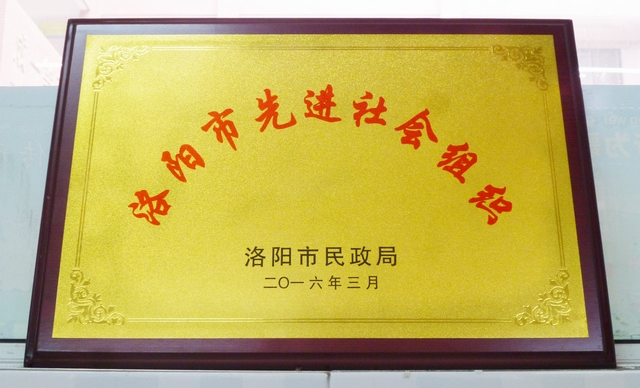 洛阳市先进社会组织
洛阳市民政局
二〇一六年三月